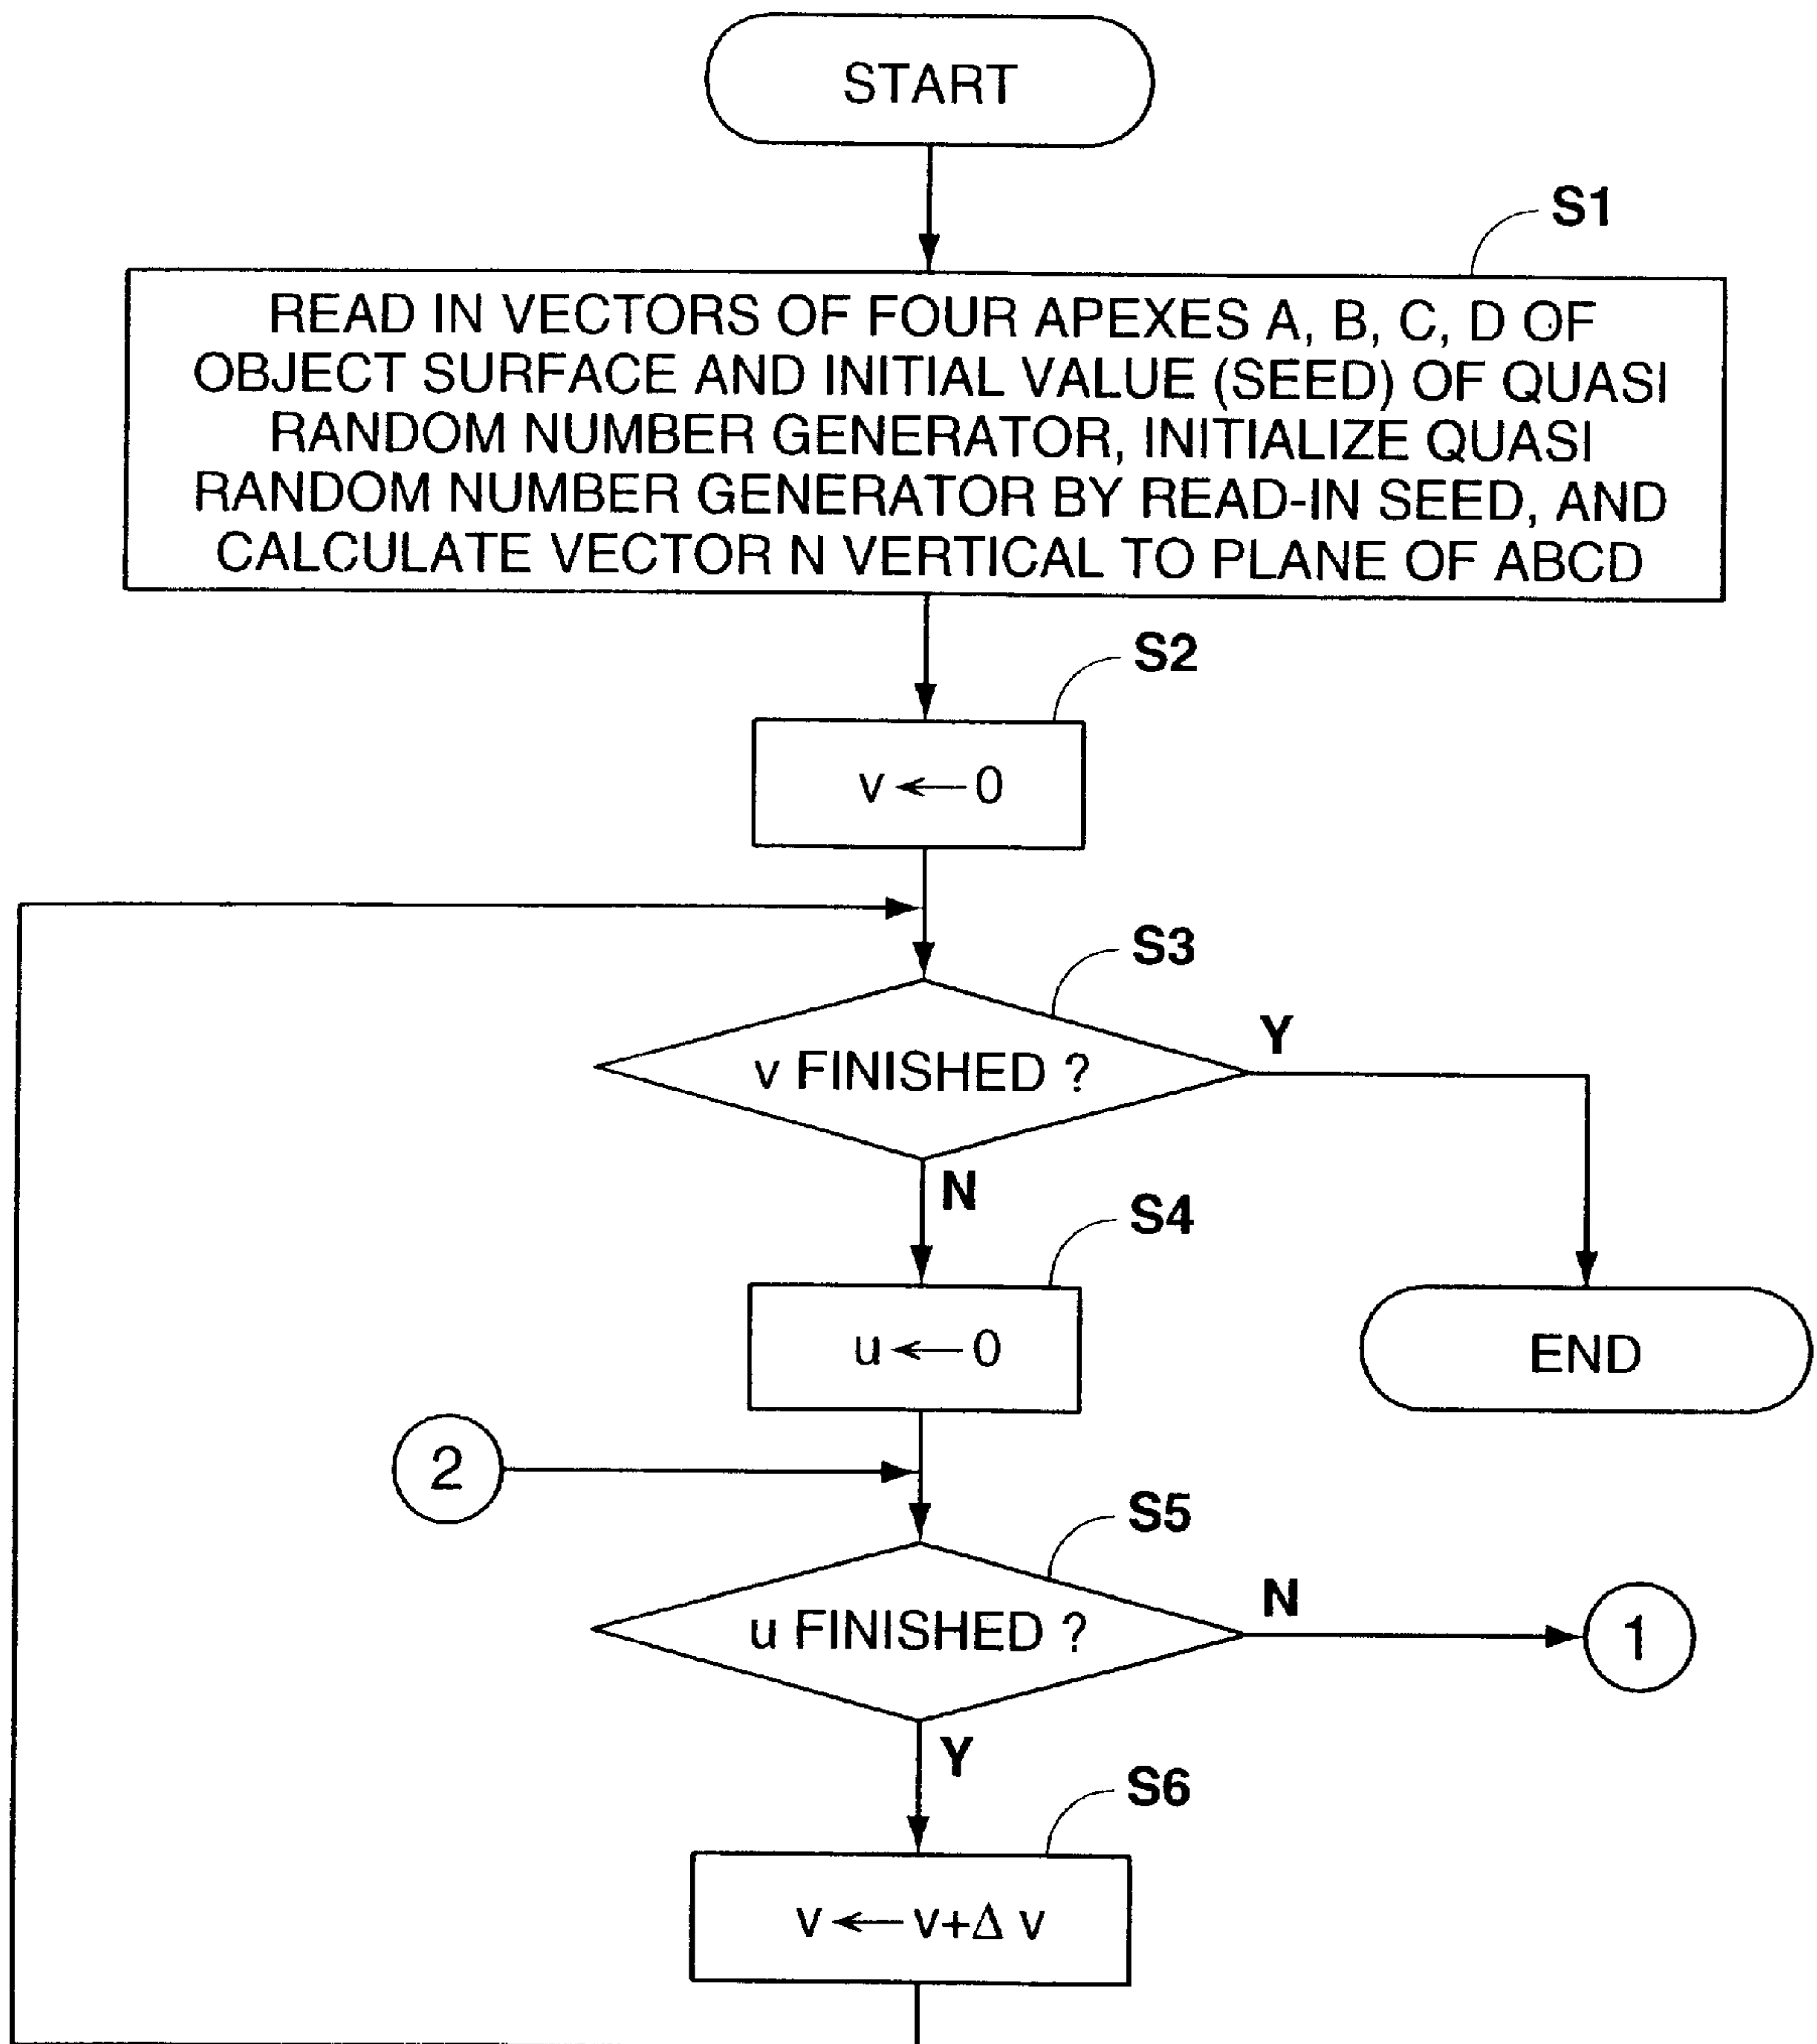 START
S1
READ IN VECTORS OF FOUR APEXES A, B, C, D OF
OBJECT SURFACE AND INITIAL VALUE (SEED) OF QUASI
RANDOM NUMBER GENERATOR, INITIALIZE QUASI
RANDOM NUMBER GENERATOR BY READ-IN SEED, AND
CALCULATE VECTOR N VERTICAL TO PLANE OF ABCD
S2
v ← 0
S3
v FINISHED ?
Y
N
S4
u ← 0
END
2
S5
u FINISHED ?
N
1
Y
S6
v ← v+Δ v